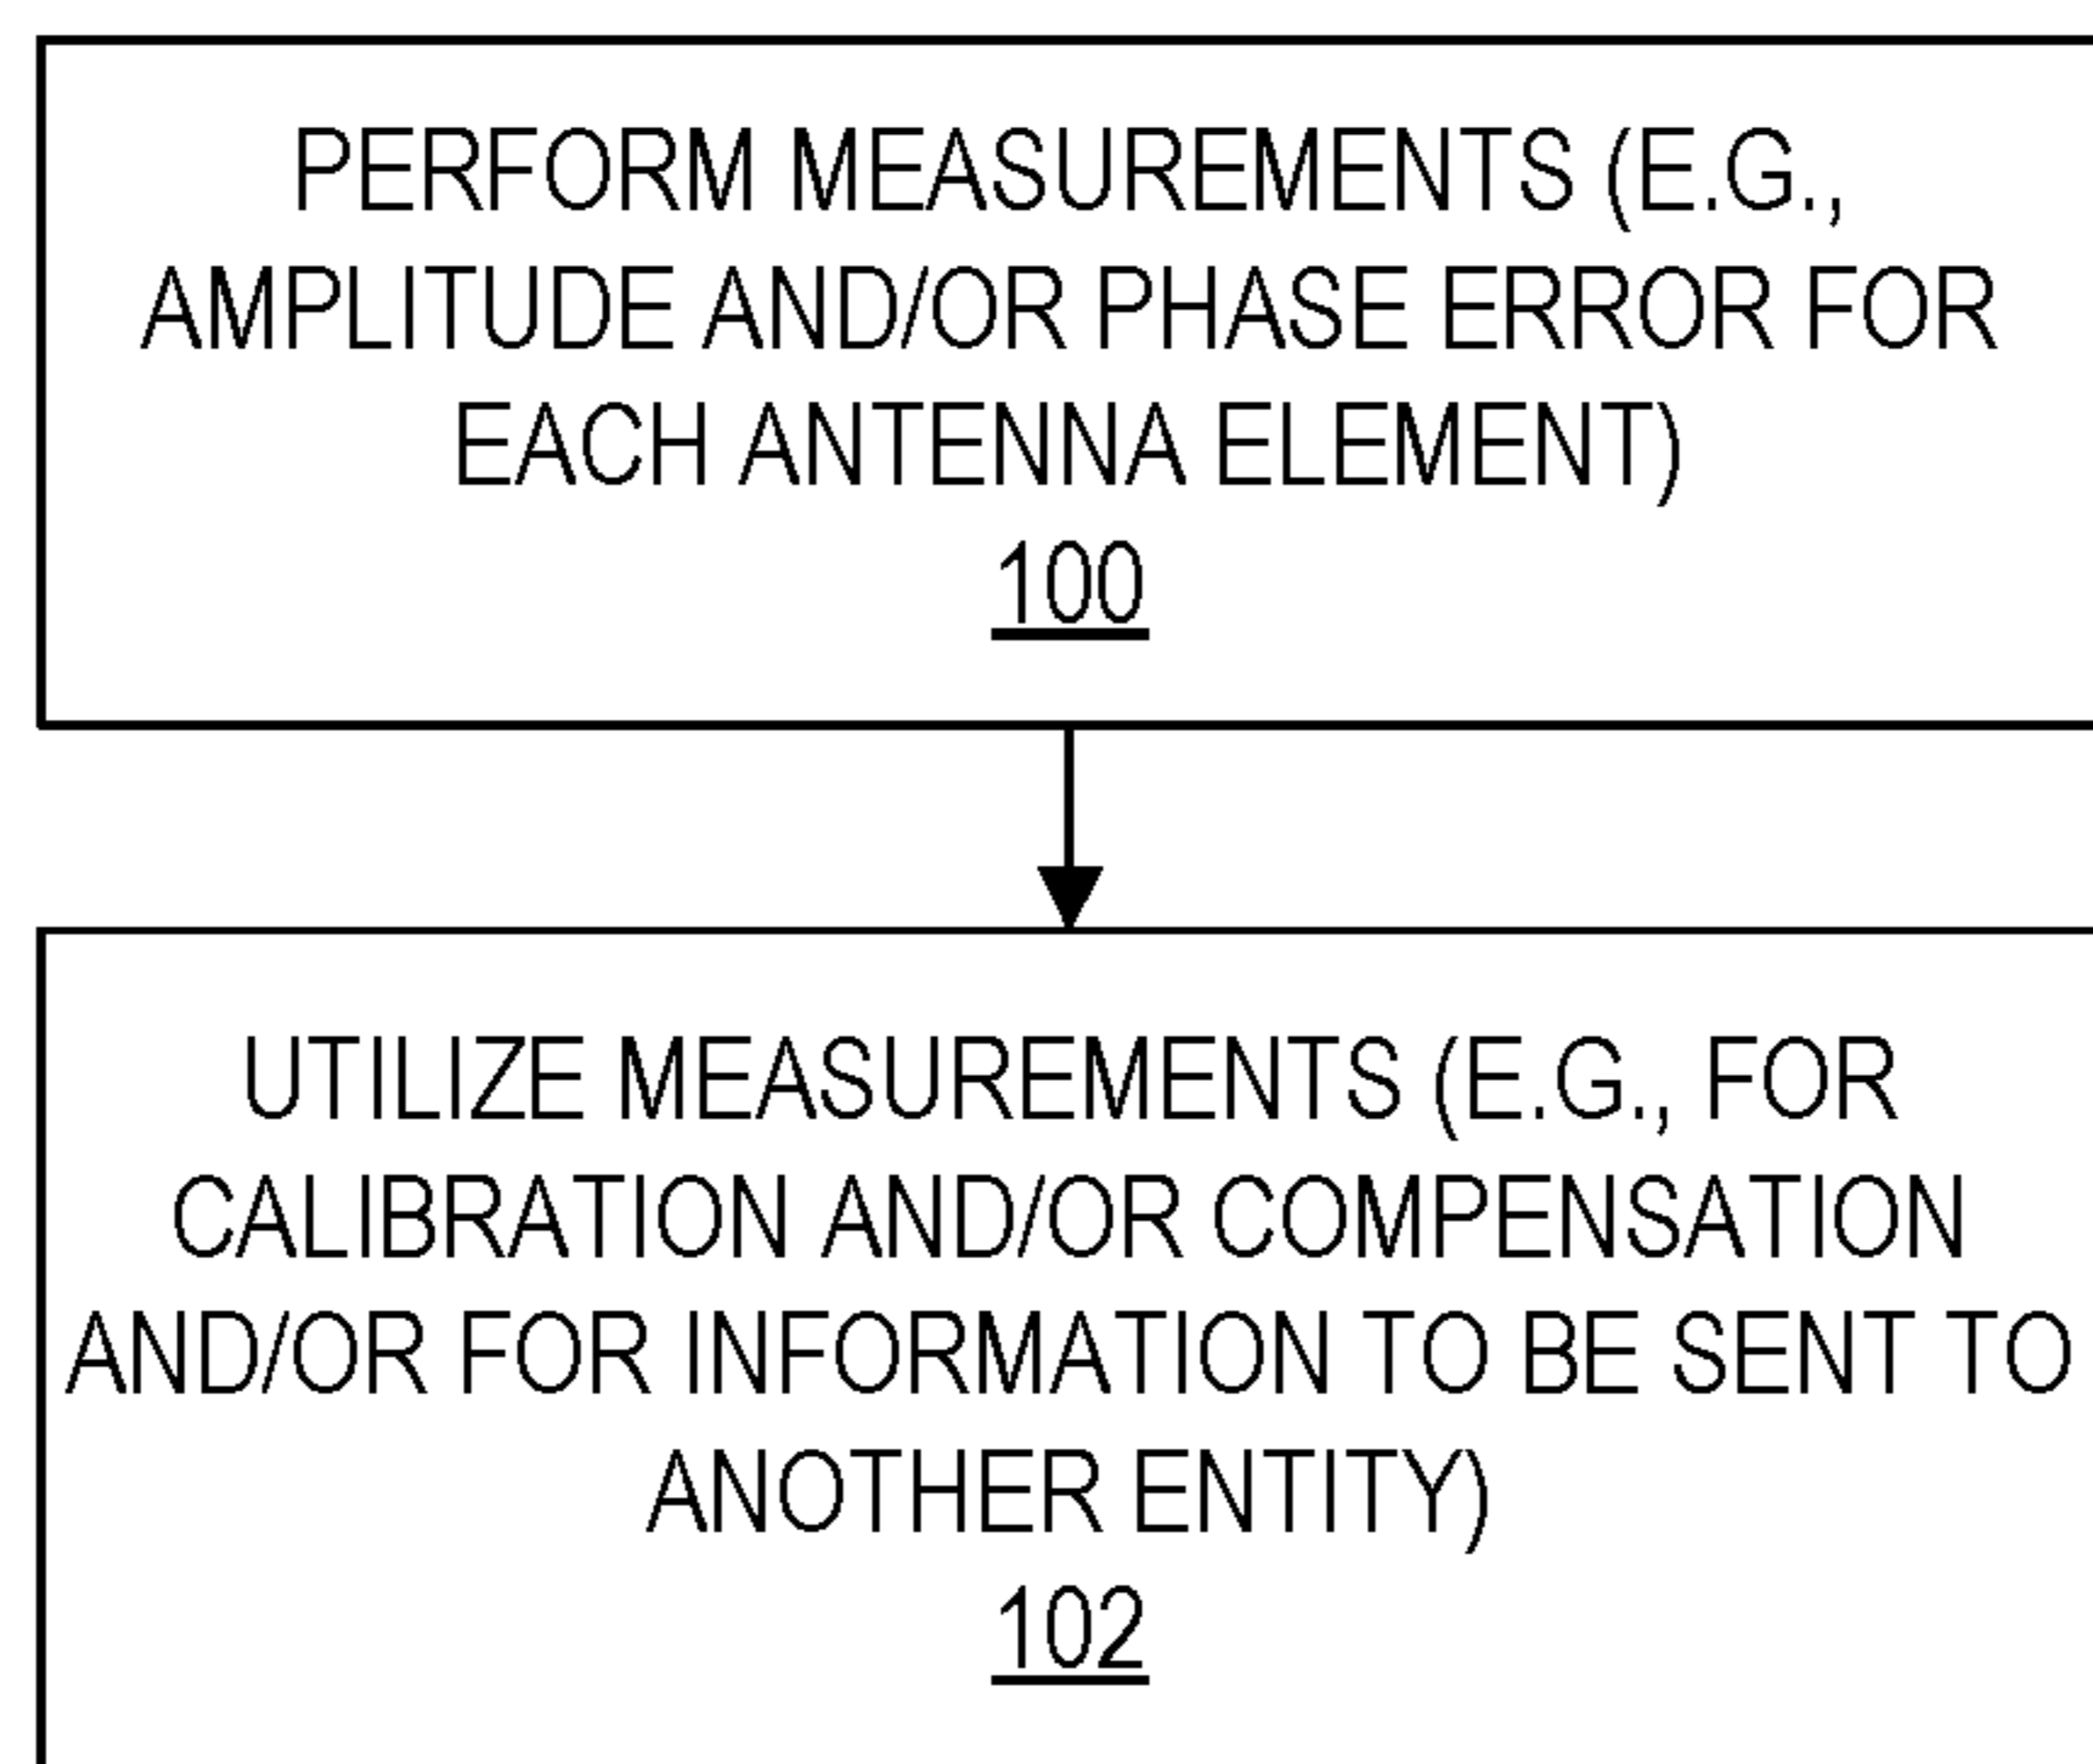 PERFORM MEASUREMENTS (E.G.,
AMPLITUDE AND/OR PHASE ERROR FOR
EACH ANTENNA ELEMENT)
100
UTILIZE MEASUREMENTS (E.G., FOR
CALIBRATION AND/OR COMPENSATION
AND/OR FOR INFORMATION TO BE SENT TO
ANOTHER ENTITY)
102